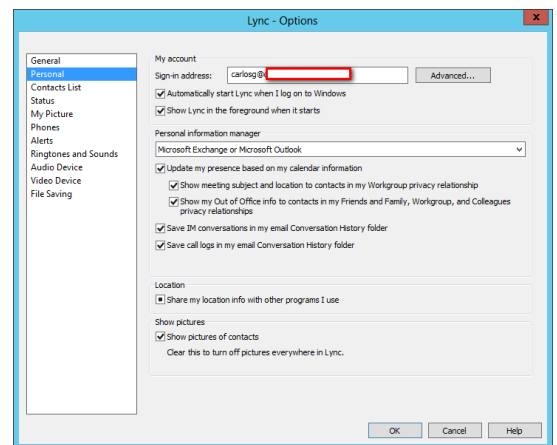 Lync - Options
x
General
Personal
Contacts List
Status
My Picture
Phones
Alerts
Ringtones and Sounds
Audio Device
Video Device
File Saving
My account
Sign-in address: carlosg@ Advanced...
Automatically start Lync when I log on to Windows
Show Lync in the foreground when it starts
Personal information manager
Microsoft Exchange or Microsoft Outlook
Update my presence based on my calendar information
Show meeting subject and location to contacts in my Workgroup privacy relationship
Show my Out of Office info to contacts in my Friends and Family, Workgroup, and Colleagues
privacy relationships
Save IM conversations in my email Conversation History folder
Save call logs in my email Conversation History folder
Location
Share my location info with other programs I use
Show pictures
Show pictures of contacts
Clear this to turn off pictures everywhere in Lync.
OK Cancel Help